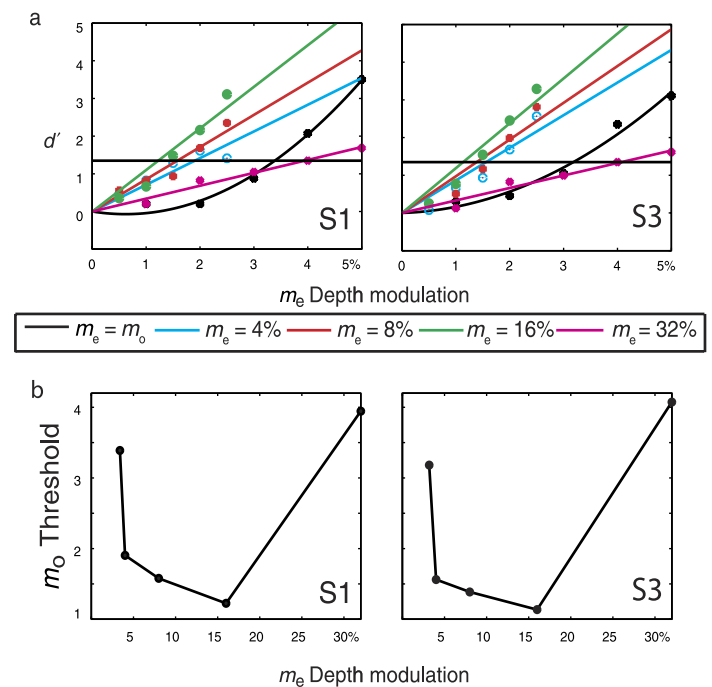 a
d′
5
4
3
2
1
0
S1
S3
0 1 2 3 4 5%
0 1 2 3 4 5%
mₑ Depth modulation
mₑ = mₒ mₑ = 4% mₑ = 8% mₑ = 16% mₑ = 32%
b
mₒ Threshold
4
3
2
1
S1
S3
5 10 15 20 25 30%
5 10 15 20 25 30%
mₑ Depth modulation